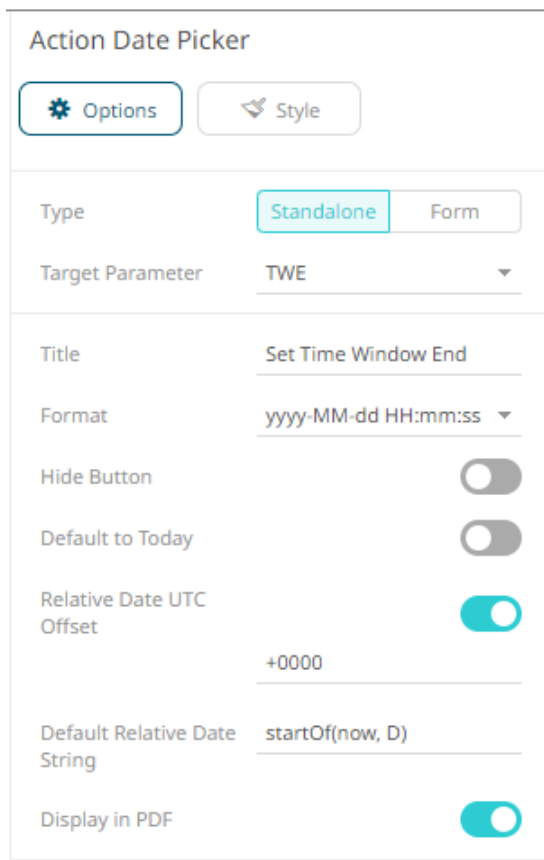 Action Date Picker
Options Style
Type Standalone Form
Target Parameter TWE
Title Set Time Window End
Format yyyy-MM-dd HH:mm:ss
Hide Button
Default to Today
Relative Date UTC
Offset
+0000
Default Relative Date startOf(now, D)
String
Display in PDF